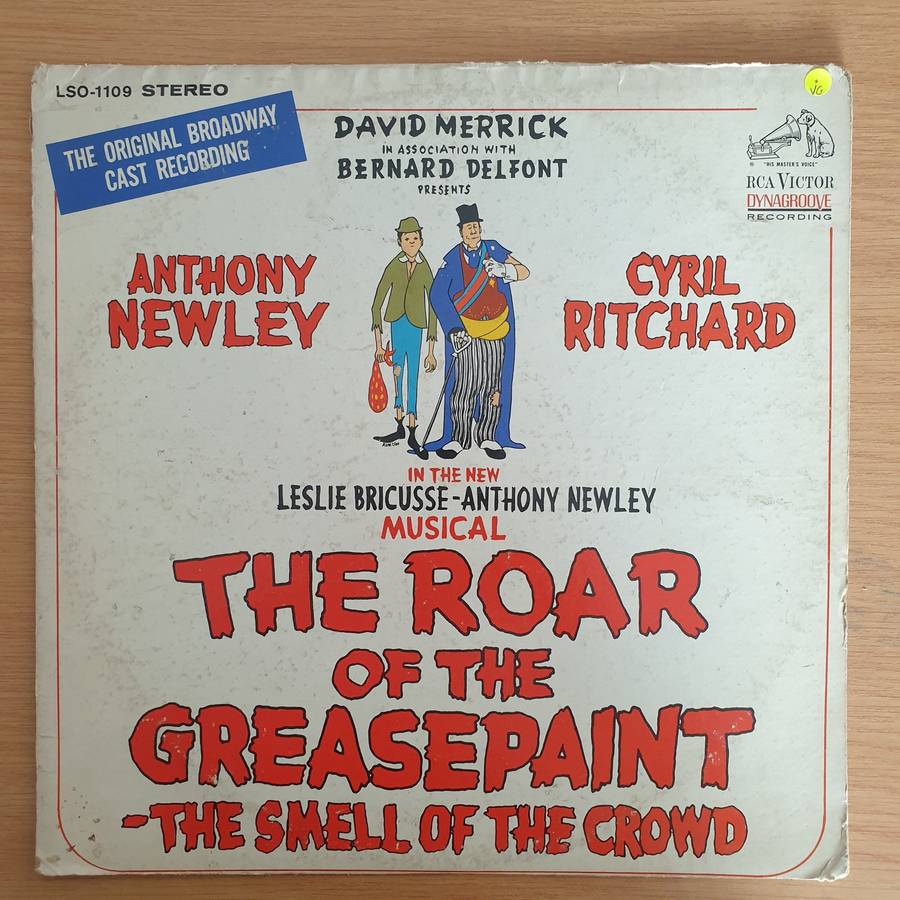 LSO-1109 STEREO
THE ORIGINAL BROADWAY
CAST RECORDING
DAVID MERRICK
IN ASSOCIATION WITH
BERNARD DELFONT
PRESENTS
VG
"HIS MASTER'S VOICE"
RCA VICTOR
DYNAGROOVE
RECORDING
ANTHONY
NEWLEY
CYRIL
RITCHARD
IN THE NEW
LESLIE BRICUSSE-ANTHONY NEWLEY
MUSICAL
THE ROAR
OF THE
GREASEPAINT
-THE SMELL OF THE CROWD